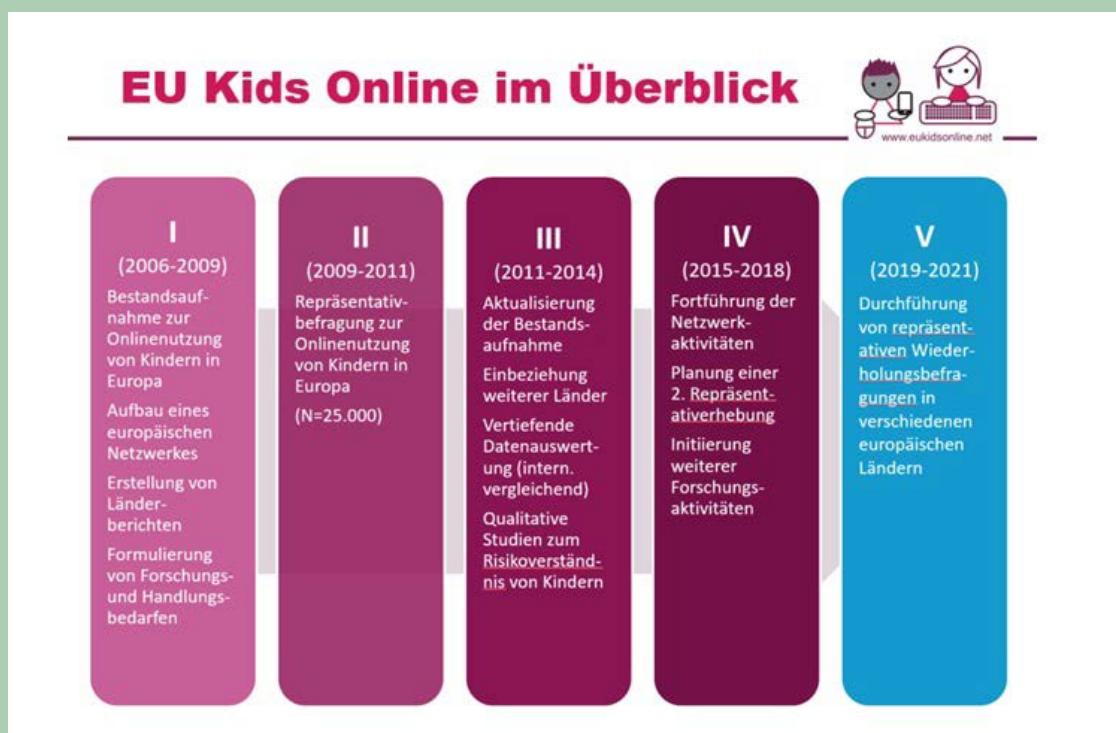 EU Kids Online im Überblick
www.eukidsonline.net
I
(2006-2009)
Bestandsauf-
nahme zur
Onlinenutzung
von Kindern in
Europa
Aufbau eines
europäischen
Netzwerkes
Erstellung von
Länder-
berichten
Formulierung
von Forschungs-
und Handlungs-
bedarfen
II
(2009-2011)
Repräsentativ-
befragung zur
Onlinenutzung
von Kindern in
Europa
(N=25.000)
III
(2011-2014)
Aktualisierung
der Bestands-
aufnahme
Einbeziehung
weiterer Länder
Vertiefende
Datenauswert-
ung (intern.
vergleichend)
Qualitative
Studien zum
Risikoverständ-
nis von Kindern
IV
(2015-2018)
Fortführung der
Netzwerk-
aktivitäten
Planung einer
2. Repräsent-
ativerhebung
Initiierung
weiterer
Forschungs-
aktivitäten
V
(2019-2021)
Durchführung
von repräsent-
ativen Wieder-
holungsbefra-
gungen in
verschiedenen
europäischen
Ländern